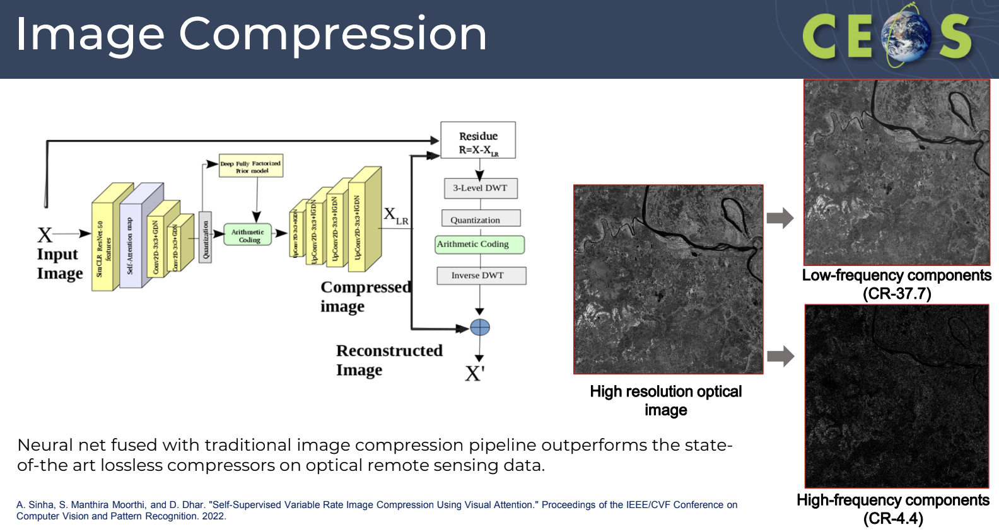 Image Compression
CEOS
Residue
R=X-XLR
Deep Fully Factorized
Prior model
3-Level DWT
X
Input
Image
SimCLR ResNet-50
features
Self-Attention map
Conv2D-3x3+GDN
Conv2D-3x3+GDN
Quantization
Arithmetic
Coding
UpConv2D-3x3+IGDN
UpConv2D-3x3+IGDN
UpConv2D-3x3+IGDN
UpConv2D-3x3+IGDN
XLR
Quantization
Arithmetic Coding
Inverse DWT
Compressed
image
Reconstructed
Image
X'
High resolution optical
image
Low-frequency components
(CR-37.7)
High-frequency components
(CR-4.4)
Neural net fused with traditional image compression pipeline outperforms the state-
of-the art lossless compressors on optical remote sensing data.
A. Sinha, S. Manthira Moorthi, and D. Dhar. "Self-Supervised Variable Rate Image Compression Using Visual Attention." Proceedings of the IEEE/CVF Conference on
Computer Vision and Pattern Recognition. 2022.